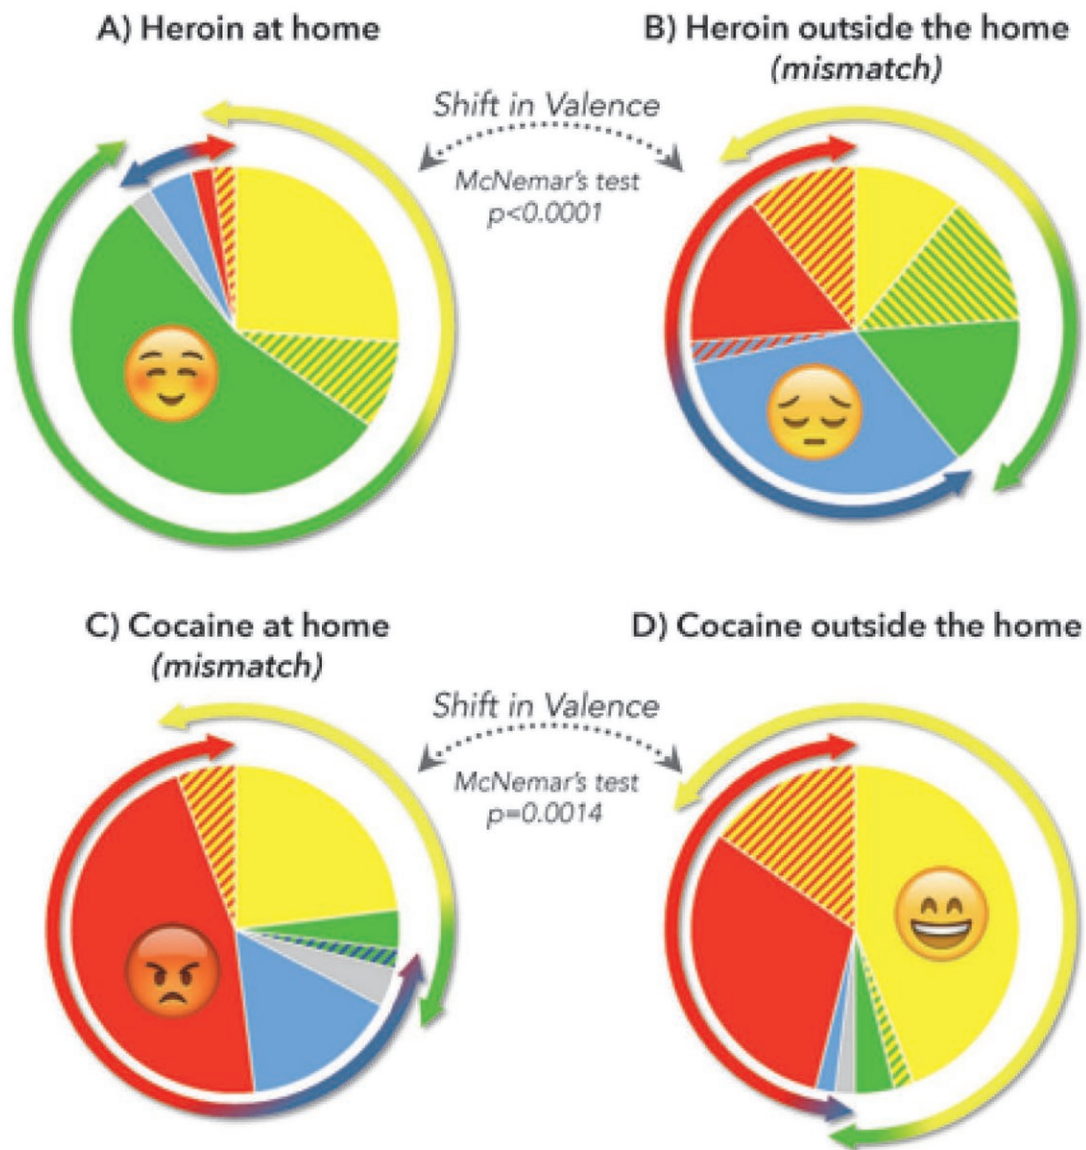 A) Heroin at home
B) Heroin outside the home
(mismatch)
Shift in Valence
McNemar's test
p<0.0001
C) Cocaine at home
(mismatch)
D) Cocaine outside the home
Shift in Valence
McNemar's test
p=0.0014